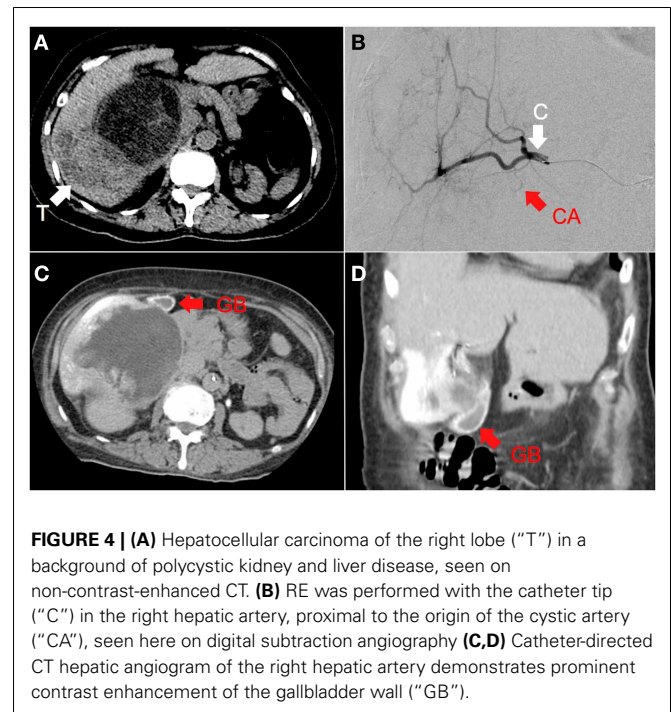 A
B
C
T
CA
C
D
GB
GB
FIGURE 4 | (A) Hepatocellular carcinoma of the right lobe (“T”) in a
background of polycystic kidney and liver disease, seen on
non-contrast-enhanced CT. (B) RE was performed with the catheter tip
(“C”) in the right hepatic artery, proximal to the origin of the cystic artery
(“CA”), seen here on digital subtraction angiography (C,D) Catheter-directed
CT hepatic angiogram of the right hepatic artery demonstrates prominent
contrast enhancement of the gallbladder wall (“GB”).